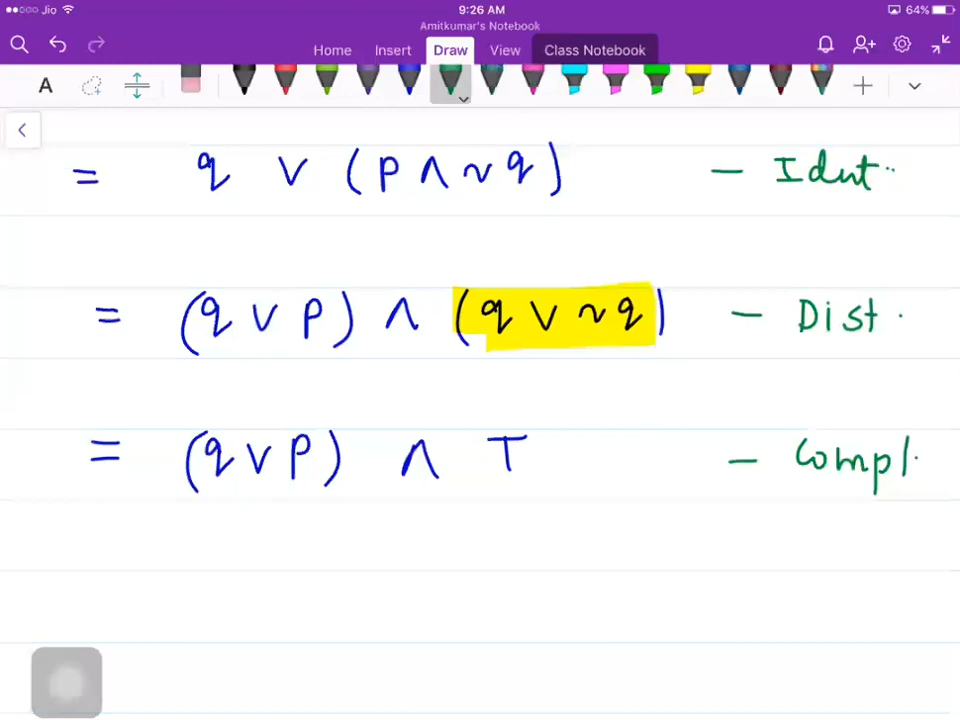 Jio 9:26 AM 64%
Amitkumar's Notebook
Home Insert Draw View Class Notebook
A
= q ∨ (p ∧ ~q) - Idnt..
= (q ∨ p) ∧ (q ∨ ~q) - Dist.
= (q ∨ p) ∧ T - Compl.